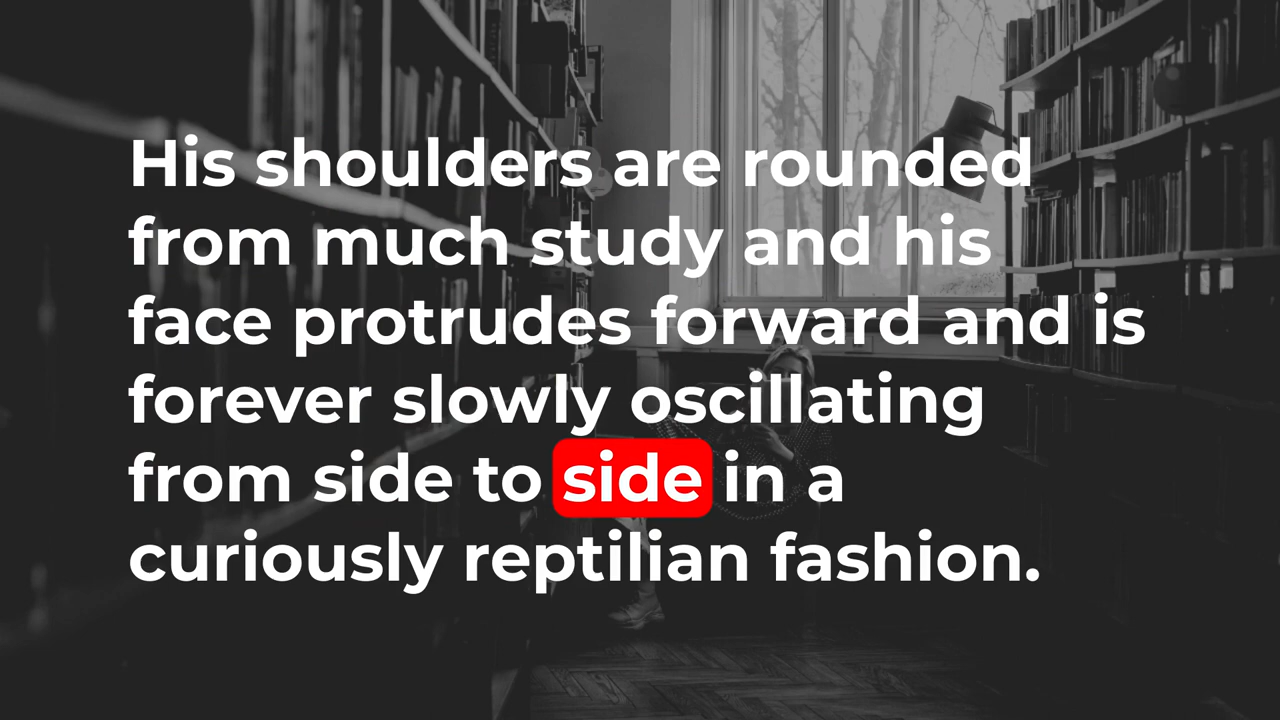 His shoulders are rounded
from much study and his
face protrudes forward and is
forever slowly oscillating
from side to side in a
curiously reptilian fashion.